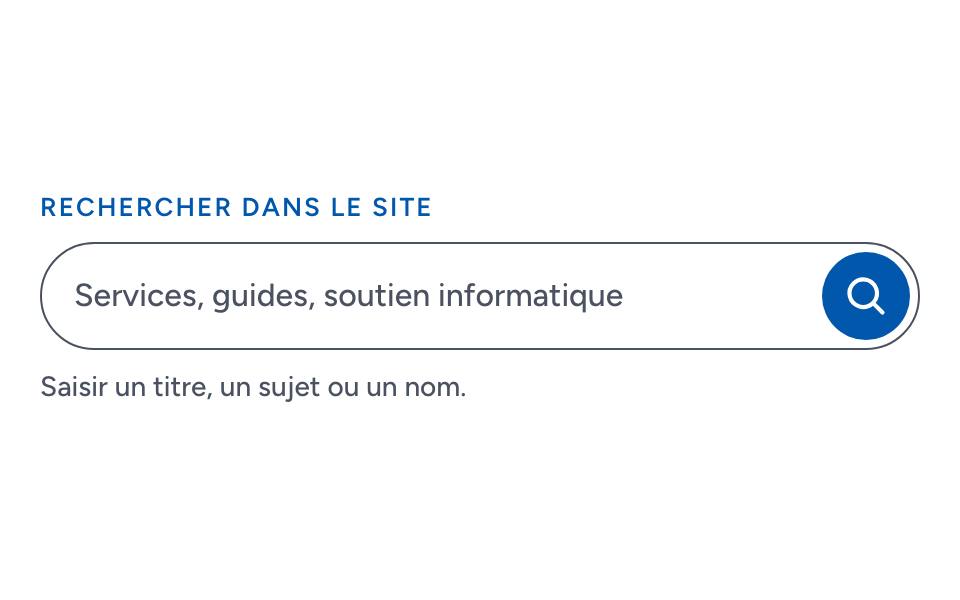 RECHERCHER DANS LE SITE
Services, guides, soutien informatique
Saisir un titre, un sujet ou un nom.